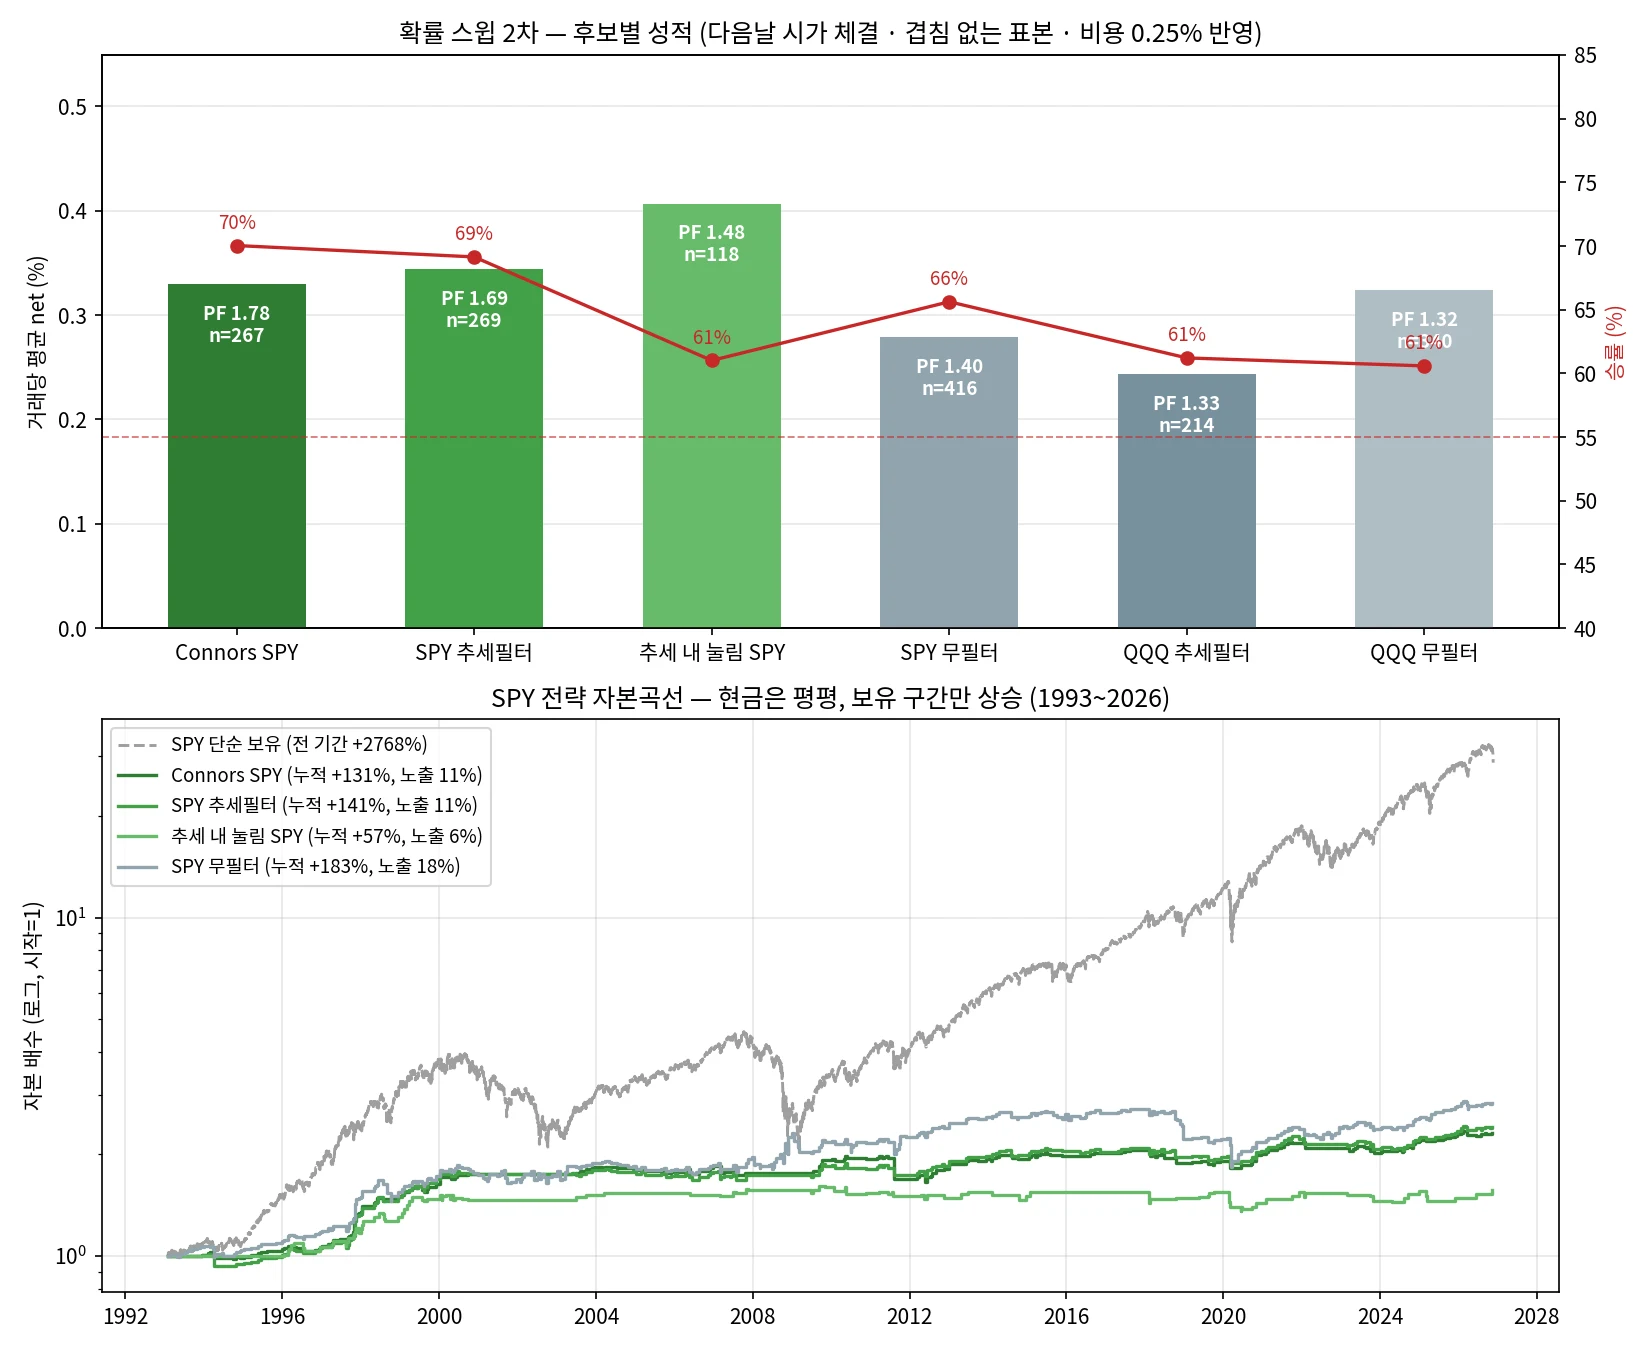 확률 스윕 2차 — 후보별 성적 (다음날 시가 체결 · 겹침 없는 표본 · 비용 0.25% 반영)
거래당 평균 net (%)
0.5
0.4
0.3
0.2
0.1
0.0
85
80
75
70
65
60
55
50
45
40
승률 (%)
70%
69%
61%
66%
61%
61%
PF 1.78
n=267
PF 1.69
n=269
PF 1.48
n=118
PF 1.40
n=416
PF 1.33
n=214
PF 1.32
Connors SPY
SPY 추세필터
추세 내 눌림 SPY
SPY 무필터
QQQ 추세필터
QQQ 무필터
SPY 전략 자본곡선 — 현금은 평평, 보유 구간만 상승 (1993~2026)
SPY 단순 보유 (전 기간 +2768%)
Connors SPY (누적 +131%, 노출 11%)
SPY 추세필터 (누적 +141%, 노출 11%)
추세 내 눌림 SPY (누적 +57%, 노출 6%)
SPY 무필터 (누적 +183%, 노출 18%)
자본 배수 (로그, 시작=1)
10¹
10⁰
1992
1996
2000
2004
2008
2012
2016
2020
2024
2028